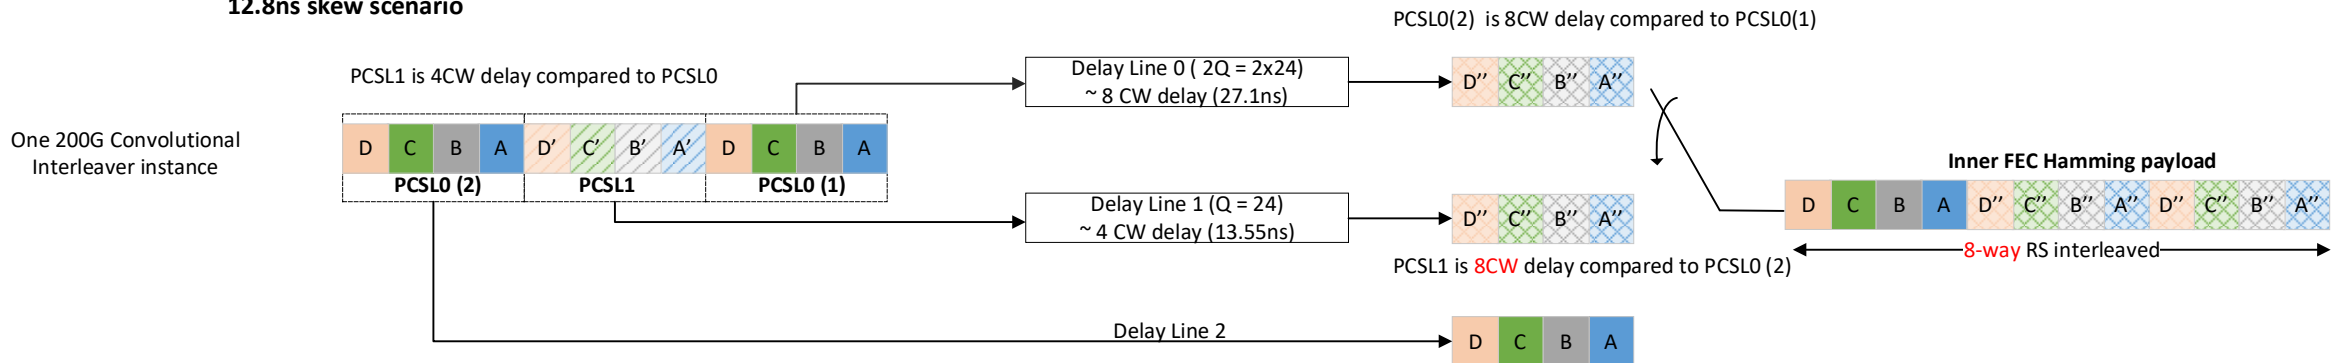 12.8ns skew scenario
PCSL0(2) is 8CW delay compared to PCSL0(1)
PCSL1 is 4CW delay compared to PCSL0
Delay Line 0 ( 2Q = 2x24)
~ 8 CW delay (27.1ns)
D’’ C’’ B’’ A’’
One 200G Convolutional
Interleaver instance
D C B A D’ C’ B’ A’ D C B A
PCSL0 (2) PCSL1 PCSL0 (1)
Inner FEC Hamming payload
Delay Line 1 (Q = 24)
~ 4 CW delay (13.55ns)
D’’ C’’ B’’ A’’
D C B A D’’ C’’ B’’ A’’ D’’ C’’ B’’ A’’
8-way RS interleaved
PCSL1 is 8CW delay compared to PCSL0 (2)
Delay Line 2
D C B A